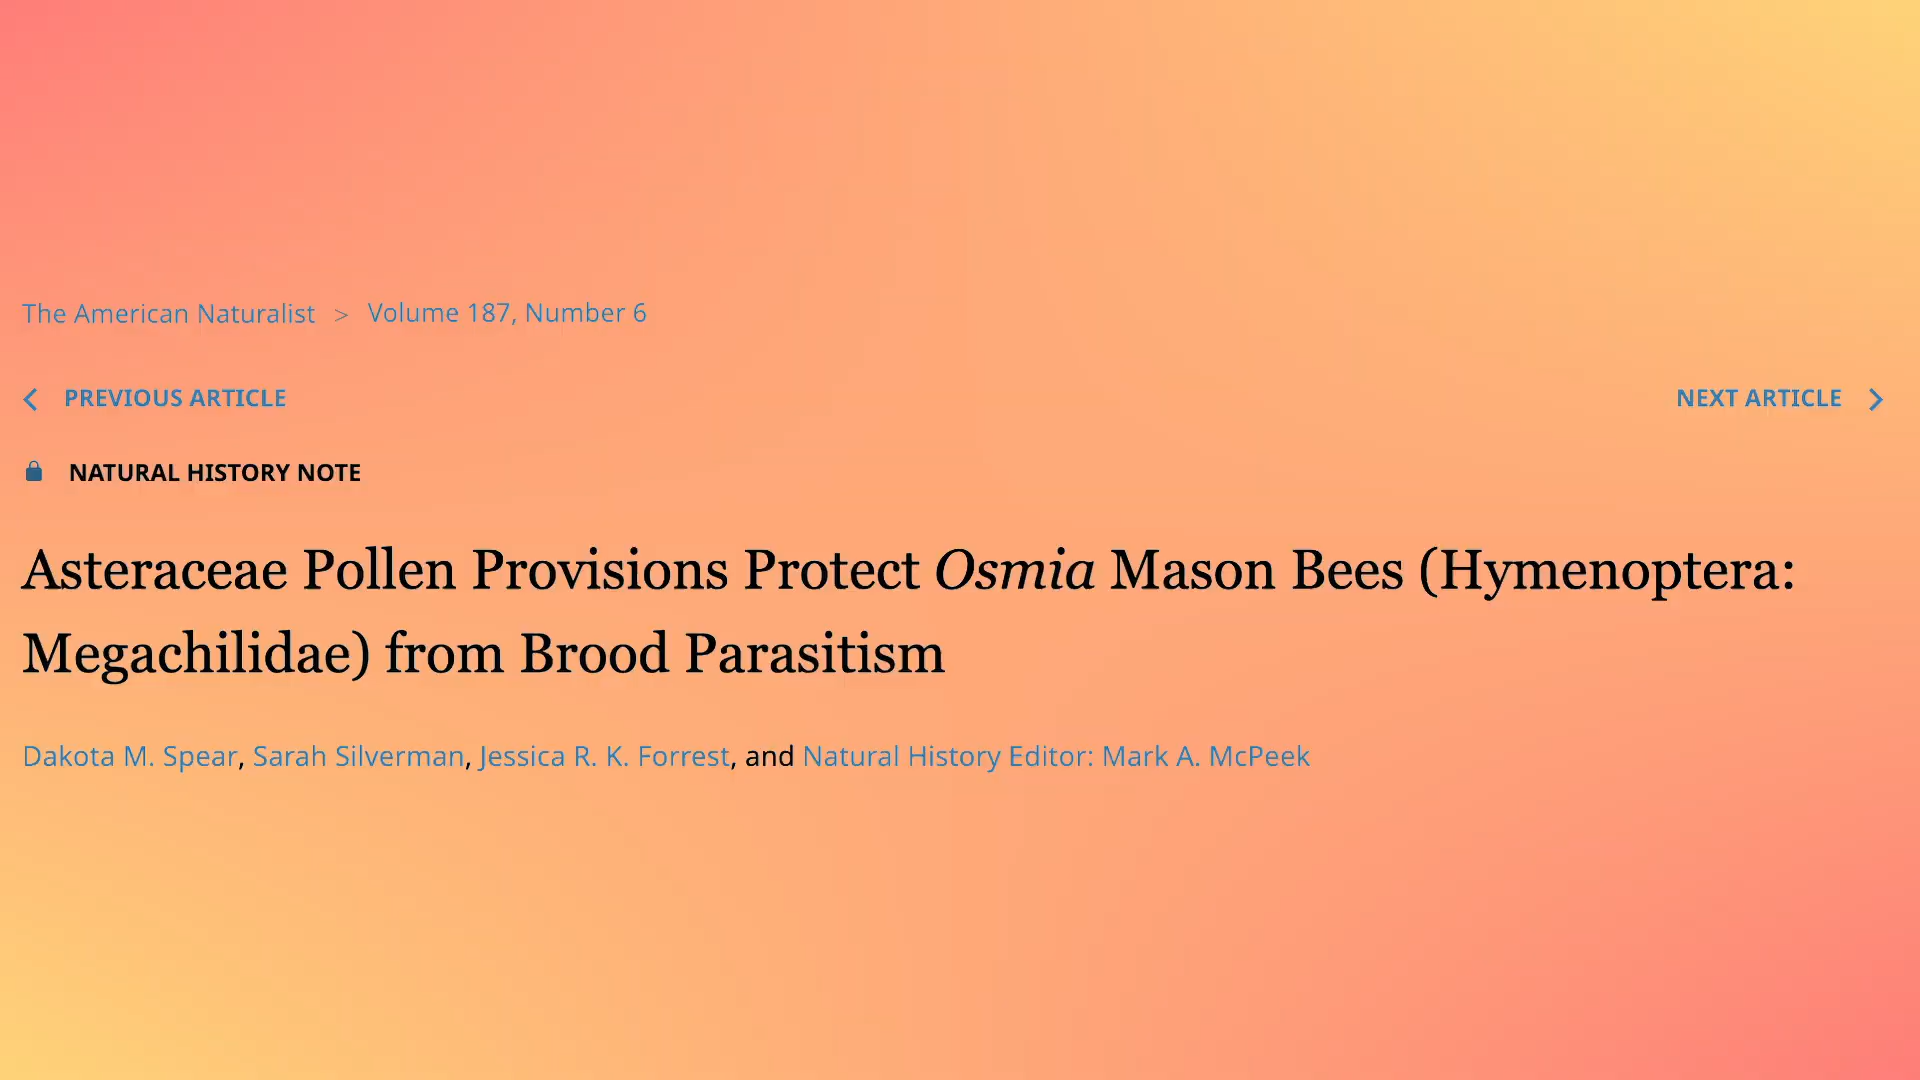 The American Naturalist > Volume 187, Number 6
PREVIOUS ARTICLE
NEXT ARTICLE
NATURAL HISTORY NOTE
Asteraceae Pollen Provisions Protect Osmia Mason Bees (Hymenoptera:
Megachilidae) from Brood Parasitism
Dakota M. Spear, Sarah Silverman, Jessica R. K. Forrest, and Natural History Editor: Mark A. McPeek